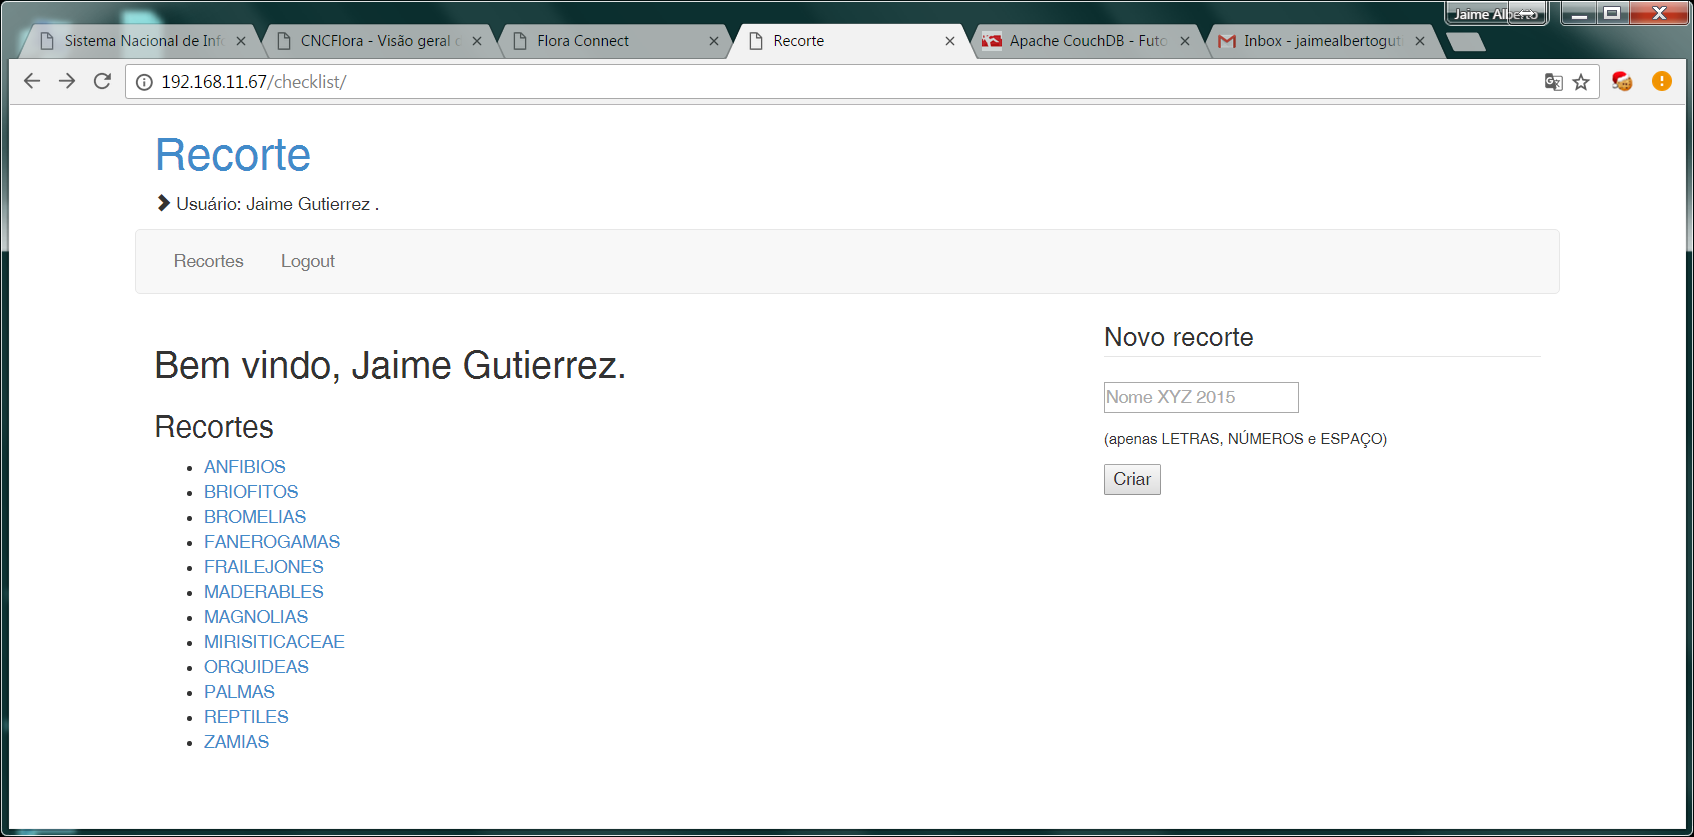 Jaime Alberto
Sistema Nacional de Info
CNCFlora - Visão geral d
Flora Connect
Recorte
Apache CouchDB - Futo
Inbox - jaimealbertogut
192.168.11.67/checklist/
Recorte
Usuário: Jaime Gutierrez .
Recortes
Logout
Bem vindo, Jaime Gutierrez.
Recortes
ANFIBIOS
BRIOFITOS
BROMELIAS
FANEROGAMAS
FRAILEJONES
MADERABLES
MAGNOLIAS
MIRISITICACEAE
ORQUIDEAS
PALMAS
REPTILES
ZAMIAS
Novo recorte
Nome XYZ 2015
(apenas LETRAS, NÚMEROS e ESPAÇO)
Criar